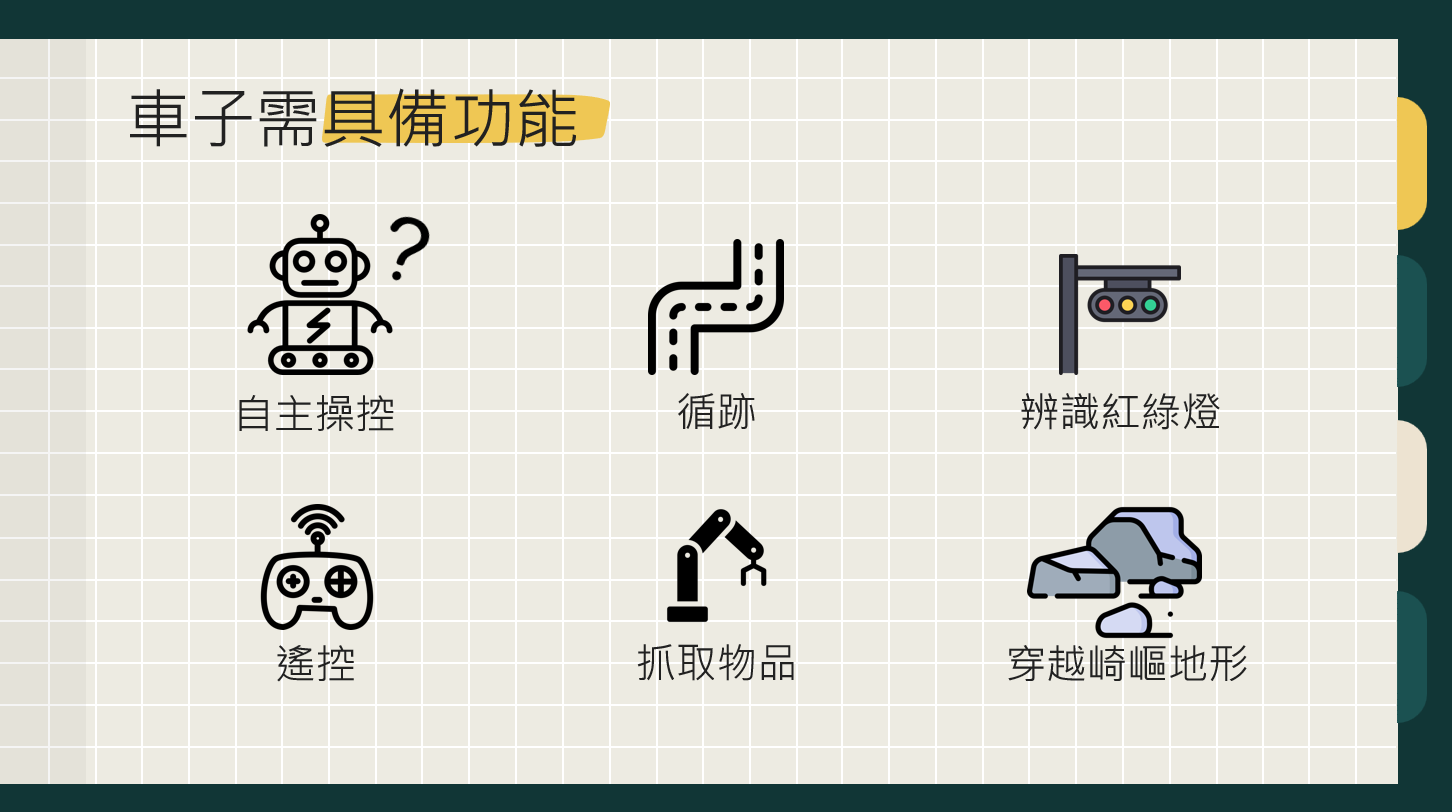 車子需具備功能
自主操控
循跡
辨識紅綠燈
遙控
抓取物品
穿越崎嶇地形